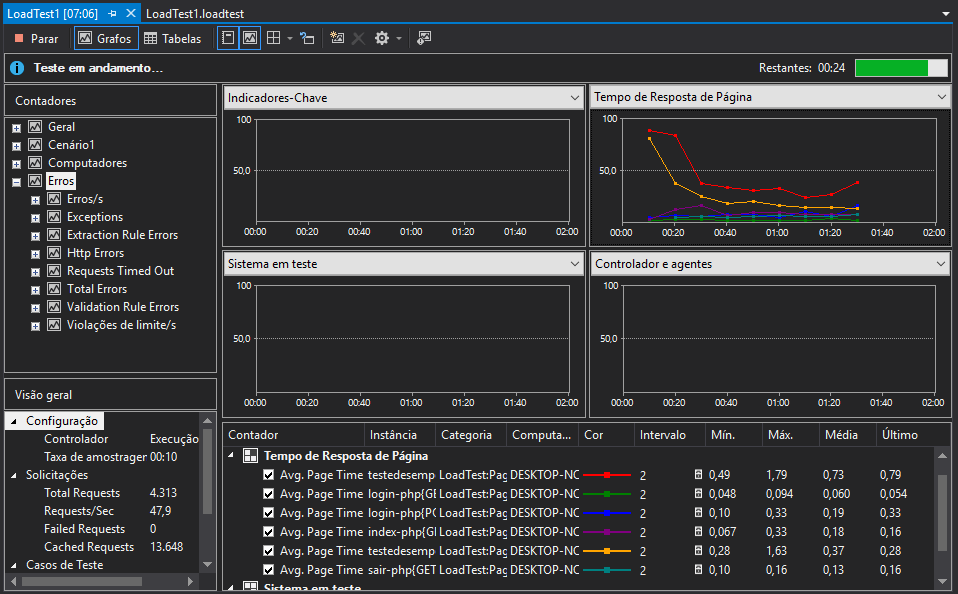 LoadTest1 [07:06]
LoadTest1.loadtest
Parar
Grafos
Tabelas
Teste em andamento...
Restantes: 00:24
Contadores
Geral
Cenário1
Computadores
Erros
Erros/s
Exceptions
Extraction Rule Errors
Http Errors
Requests Timed Out
Total Errors
Validation Rule Errors
Violações de limite/s
Indicadores-Chave
100
50,0
00:00 00:20 00:40 01:00 01:20 01:40 02:00
Tempo de Resposta de Página
100
50,0
00:00 00:20 00:40 01:00 01:20 01:40 02:00
Sistema em teste
100
50,0
00:00 00:20 00:40 01:00 01:20 01:40 02:00
Controlador e agentes
100
50,0
00:00 00:20 00:40 01:00 01:20 01:40 02:00
Visão geral
Configuração
Controlador Execução
Taxa de amostrager 00:10
Solicitações
Total Requests 4.313
Requests/Sec 47,9
Failed Requests 0
Cached Requests 13.648
Casos de Teste
Contador Instância Categoria Computa... Cor Intervalo Mín. Máx. Média Último
Tempo de Resposta de Página
Avg. Page Time testedesemp LoadTest:Pag DESKTOP-NC 2 0,49 1,79 0,73 0,79
Avg. Page Time login-php{GE LoadTest:Pag DESKTOP-NC 2 0,048 0,094 0,060 0,054
Avg. Page Time login-php{PC LoadTest:Pag DESKTOP-NC 2 0,10 0,33 0,19 0,33
Avg. Page Time index-php{GI LoadTest:Pag DESKTOP-NC 2 0,067 0,33 0,18 0,16
Avg. Page Time testedesemp LoadTest:Pag DESKTOP-NC 2 0,28 1,63 0,37 0,28
Avg. Page Time sair-php{GET LoadTest:Pag DESKTOP-NC 2 0,10 0,16 0,13 0,16
Sistema em teste